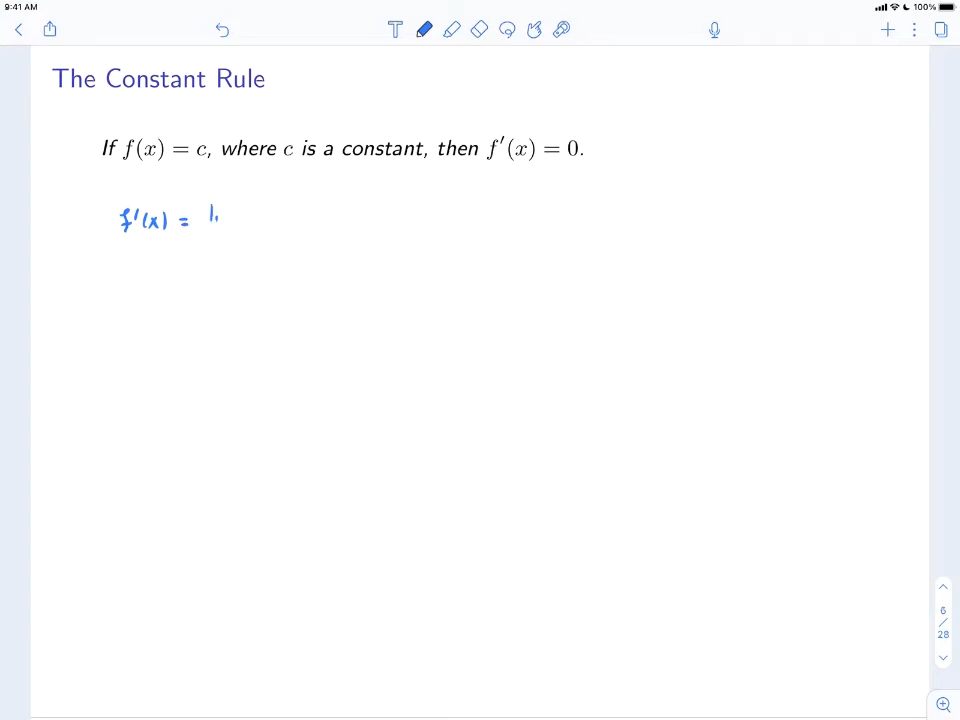 9:41 AM
100%
The Constant Rule
If f(x) = c, where c is a constant, then f′(x) = 0.
f'(x) =
6
/
28